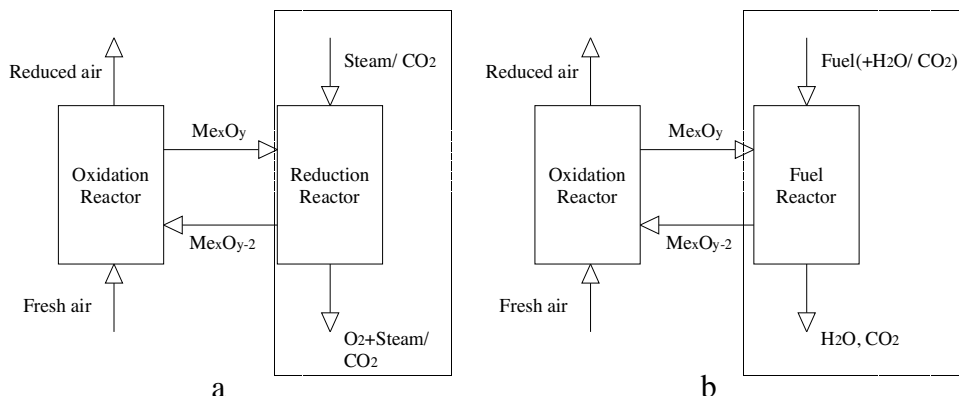 Reduced air
Steam/ CO2
MexOy
Oxidation
Reactor
Reduction
Reactor
MexOy-2
Fresh air
O2+Steam/
CO2
a
Reduced air
Fuel(+H2O/ CO2)
MexOy
Oxidation
Reactor
Fuel
Reactor
MexOy-2
Fresh air
H2O, CO2
b